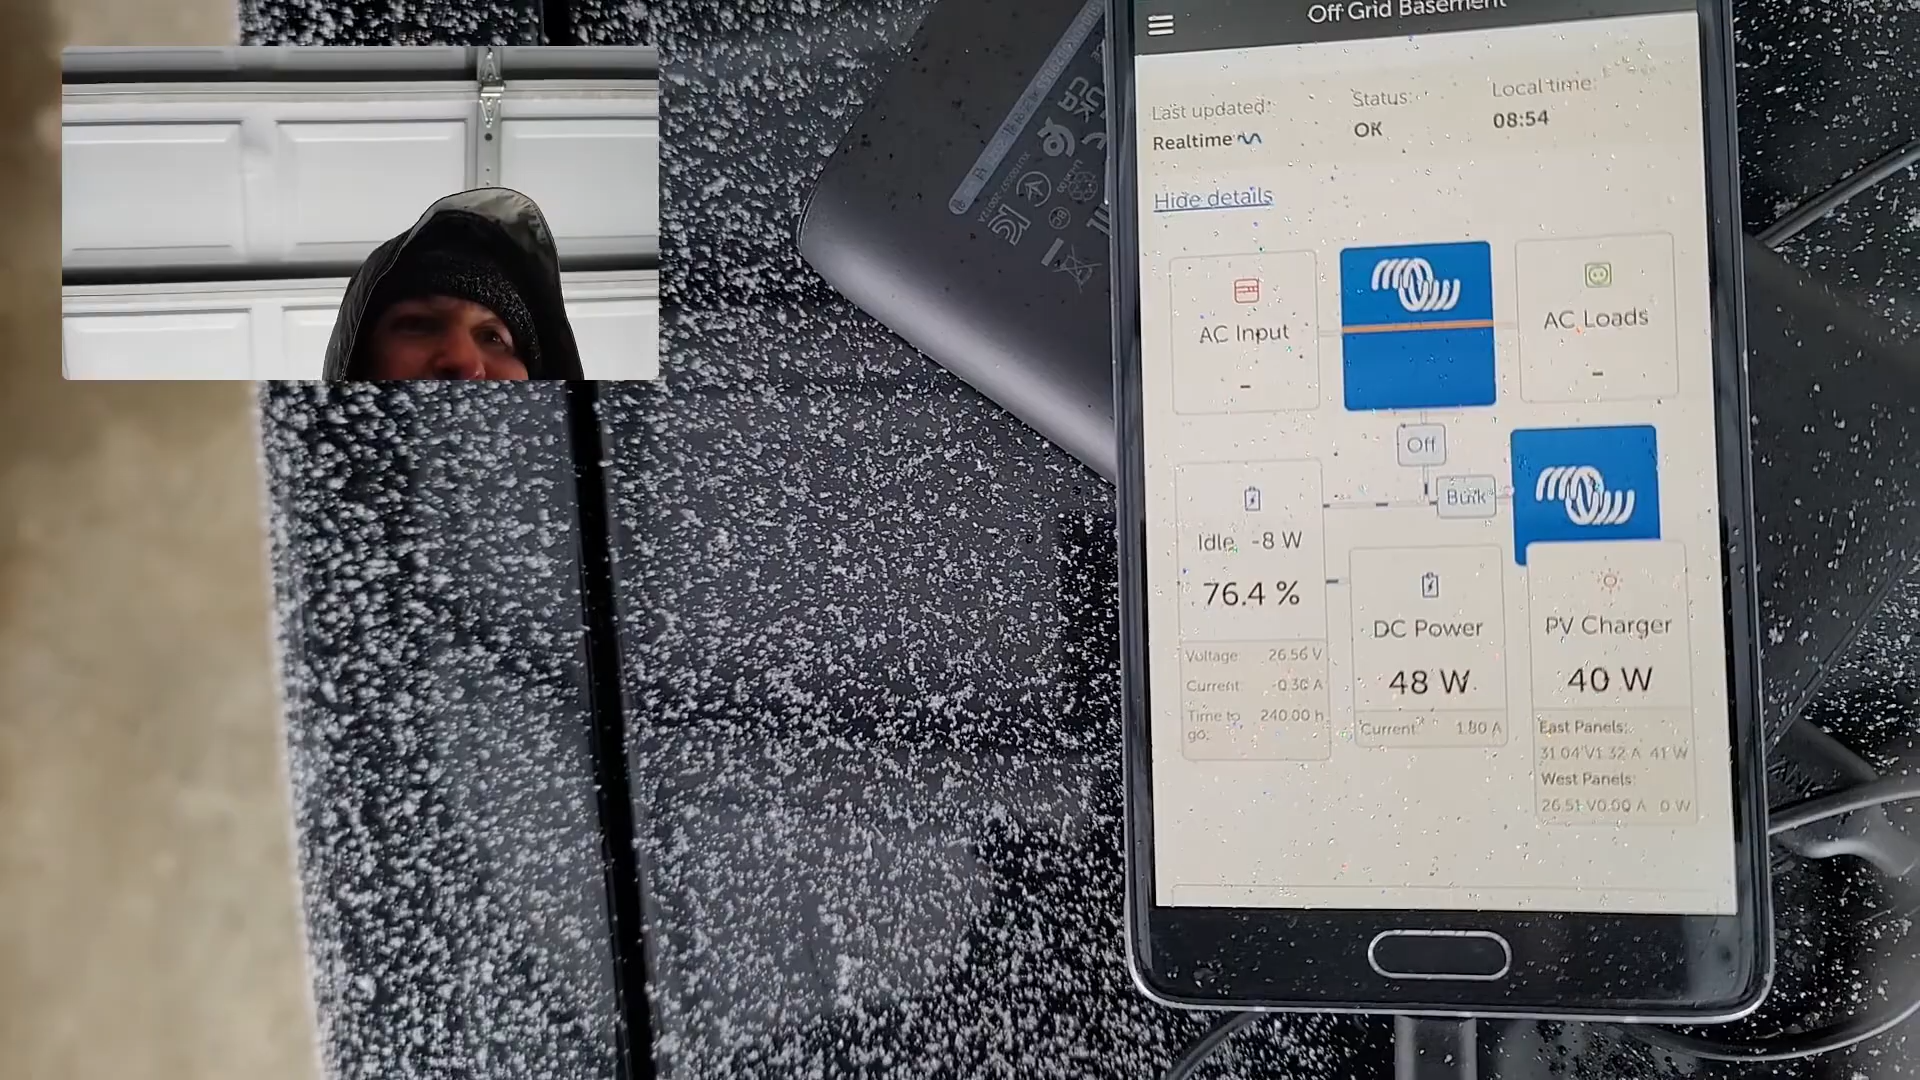 Off Grid Basement
Last updated:
Realtime
Status:
OK
Local time:
08:54
Hide details
AC Input
-
AC Loads
-
Off
Bulk
Idle -8 W
76.4 %
Voltage: 26.56 V
Current: -0.30 A
Time to go: 240.00 h
DC Power
48 W
Current: 1.80 A
PV Charger
40 W
East Panels:
31.04 V 1.32 A 41 W
West Panels:
26.51 V 0.00 A 0 W